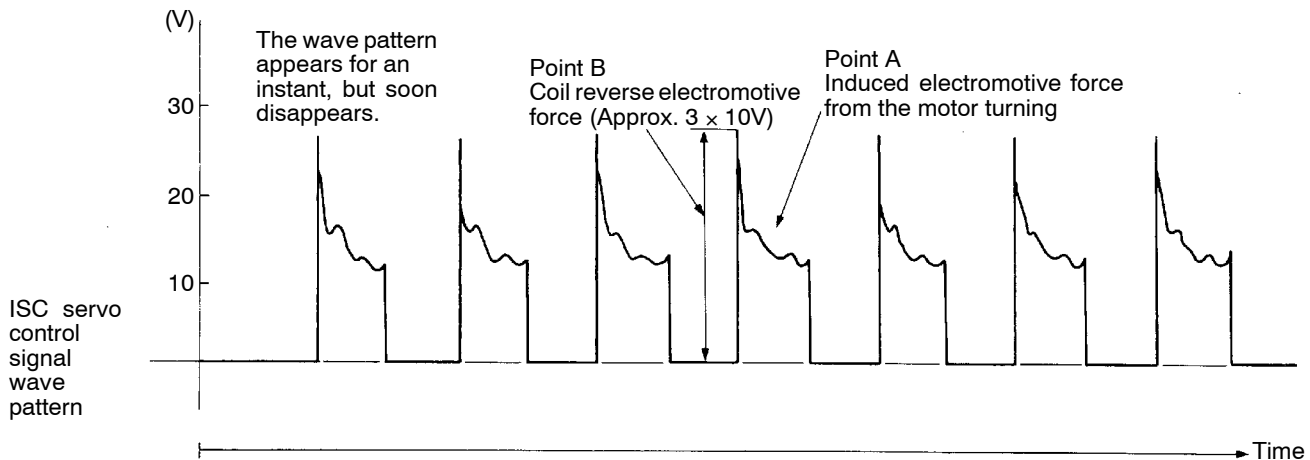 (V)
The wave pattern
appears for an
instant, but soon
disappears.
Point B
Coil reverse electromotive
force (Approx. 3 × 10V)
Point A
Induced electromotive force
from the motor turning
30
20
10
ISC servo
control
signal
wave
pattern
Time